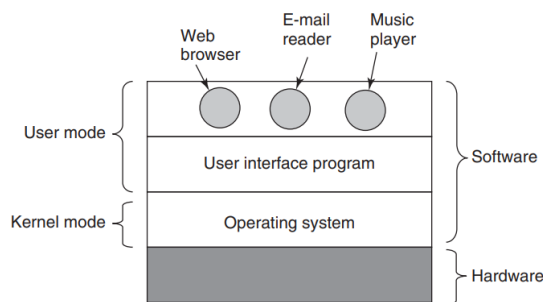 Web
browser
E-mail
reader
Music
player
User mode
User interface program
Software
Kernel mode
Operating system
Hardware